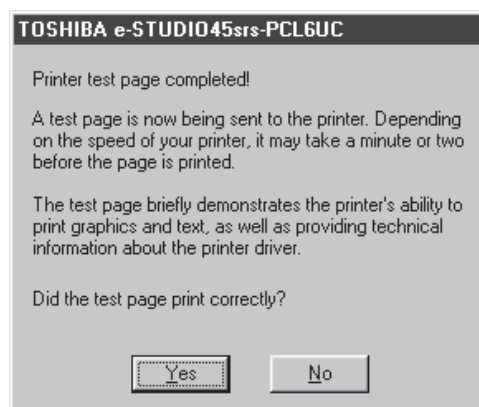 TOSHIBA e-STUDIO45srs-PCL6UC
Printer test page completed!
A test page is now being sent to the printer. Depending
on the speed of your printer, it may take a minute or two
before the page is printed.
The test page briefly demonstrates the printer's ability to
print graphics and text, as well as providing technical
information about the printer driver.
Did the test page print correctly?
Yes No